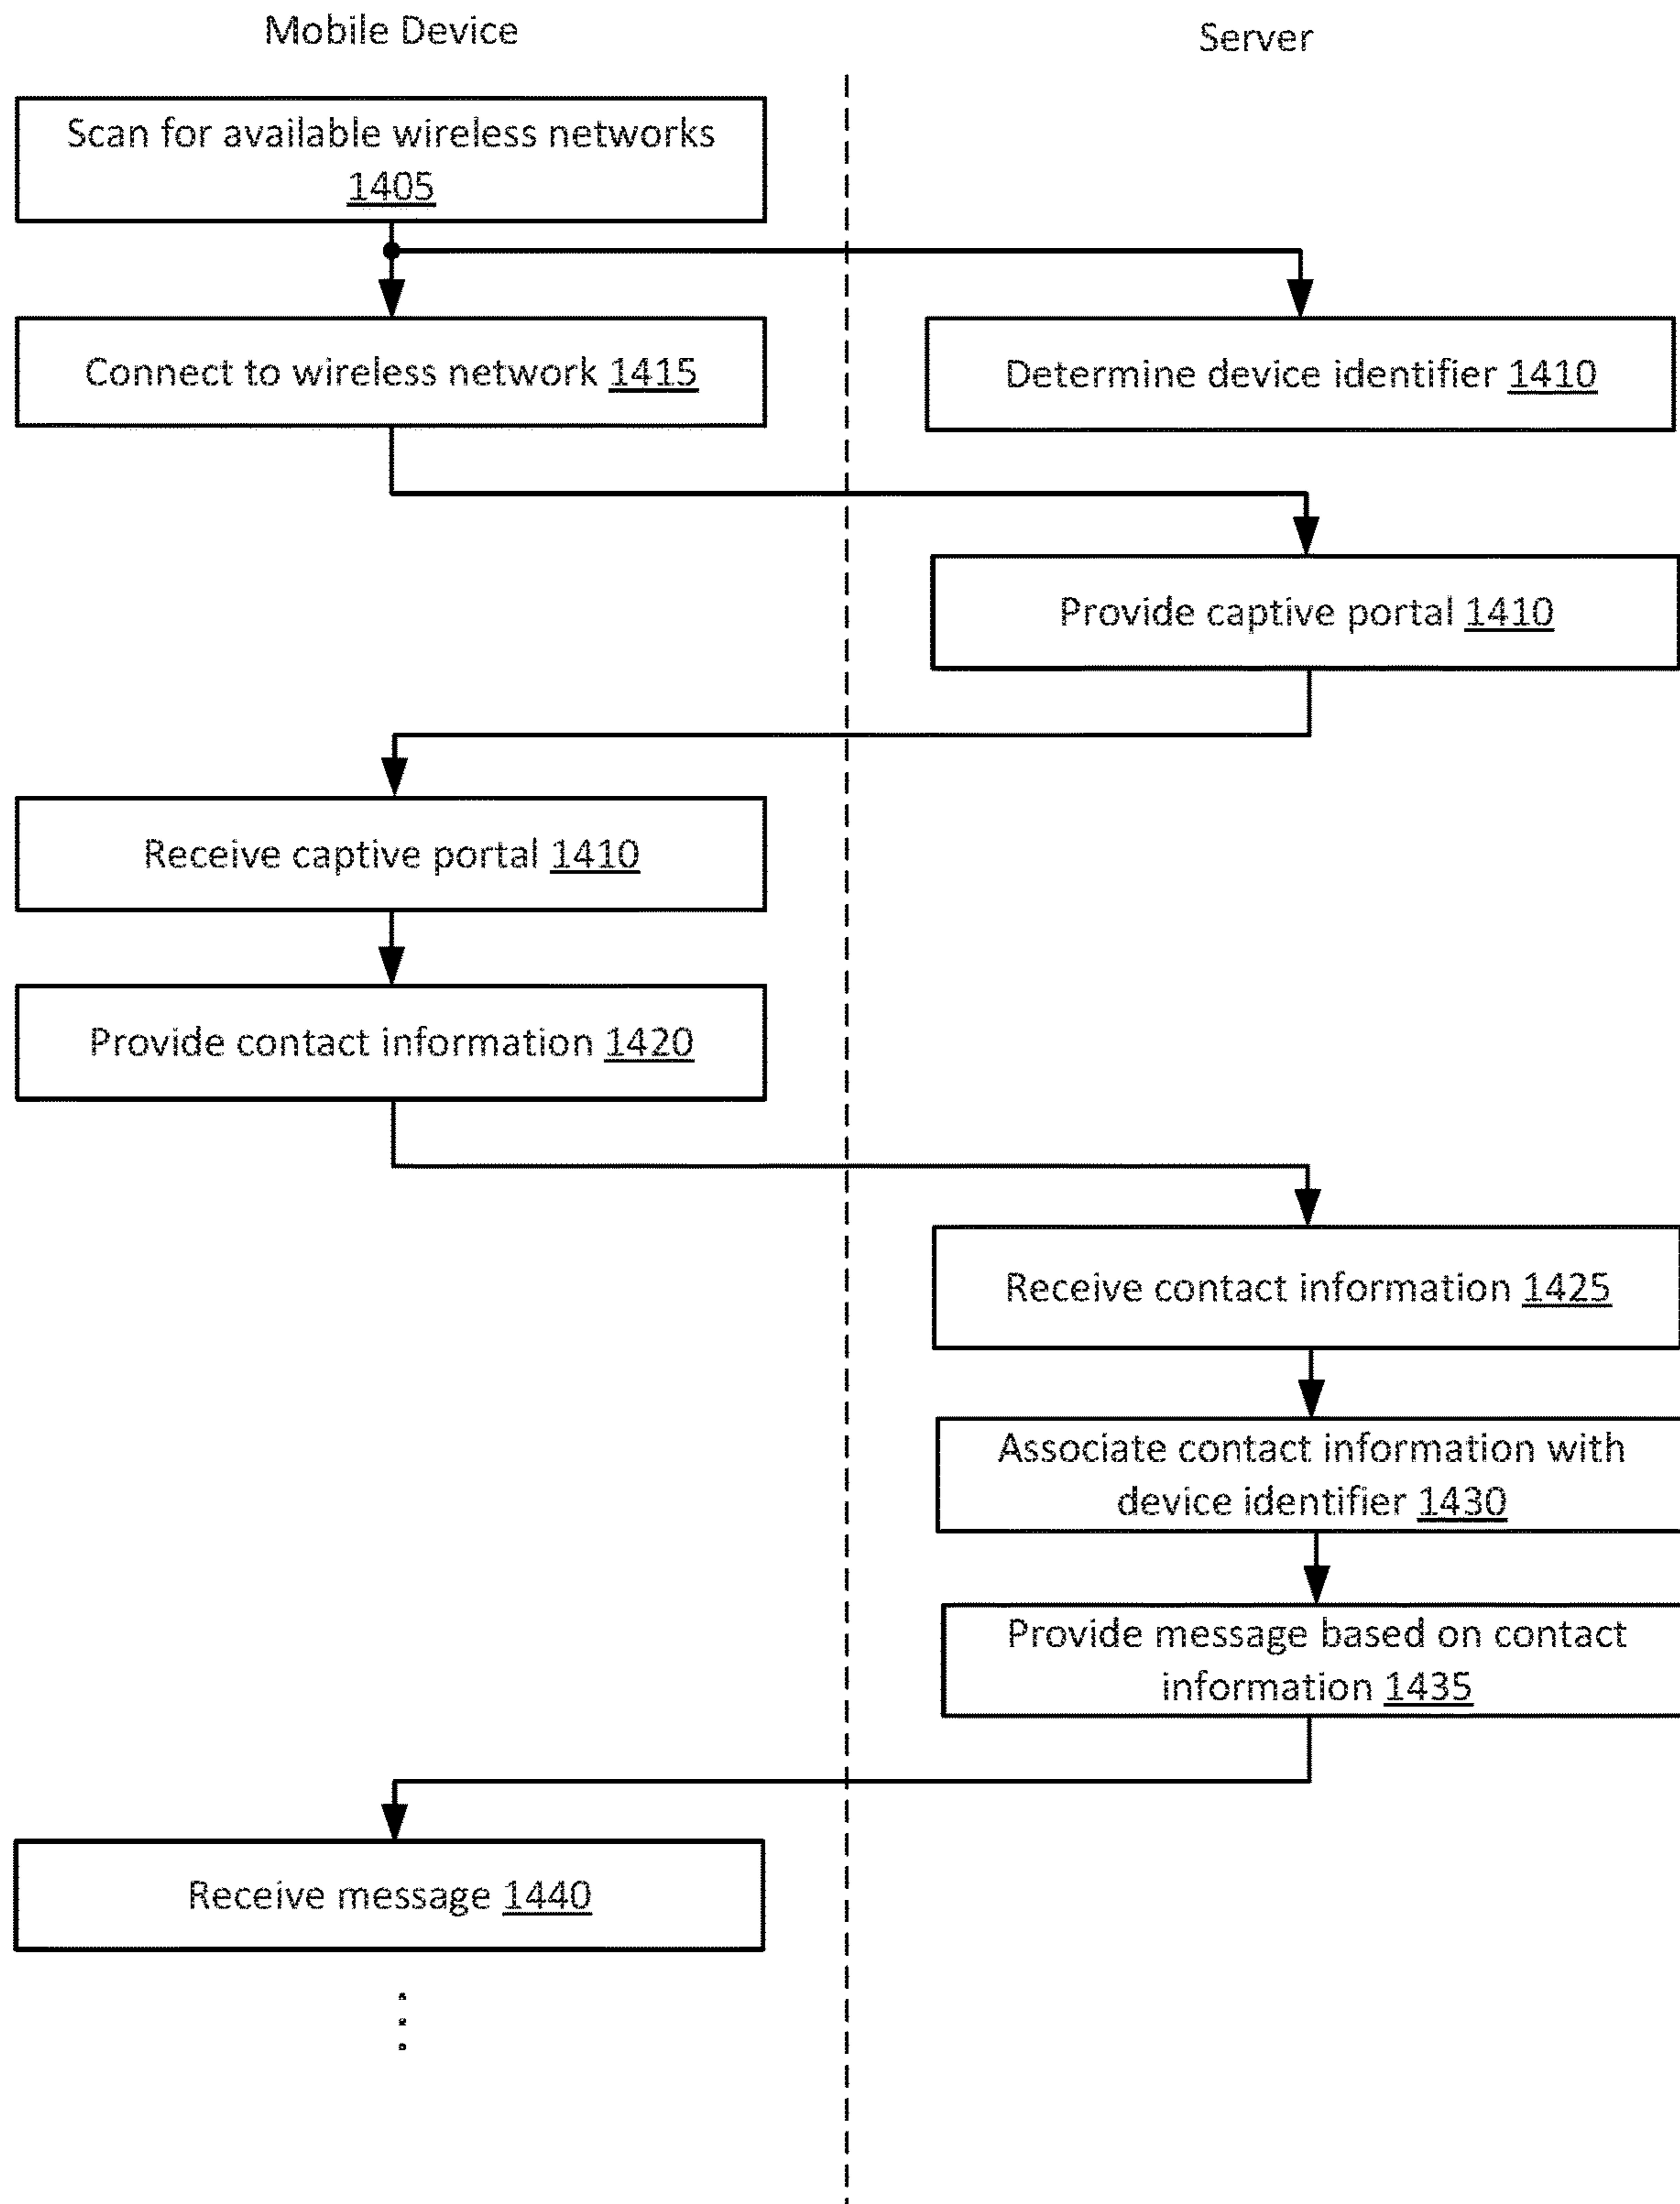 Mobile Device
Server
Scan for available wireless networks
1405
Connect to wireless network 1415
Determine device identifier 1410
Provide captive portal 1410
Receive captive portal 1410
Provide contact information 1420
Receive contact information 1425
Associate contact information with
device identifier 1430
Provide message based on contact
information 1435
Receive message 1440